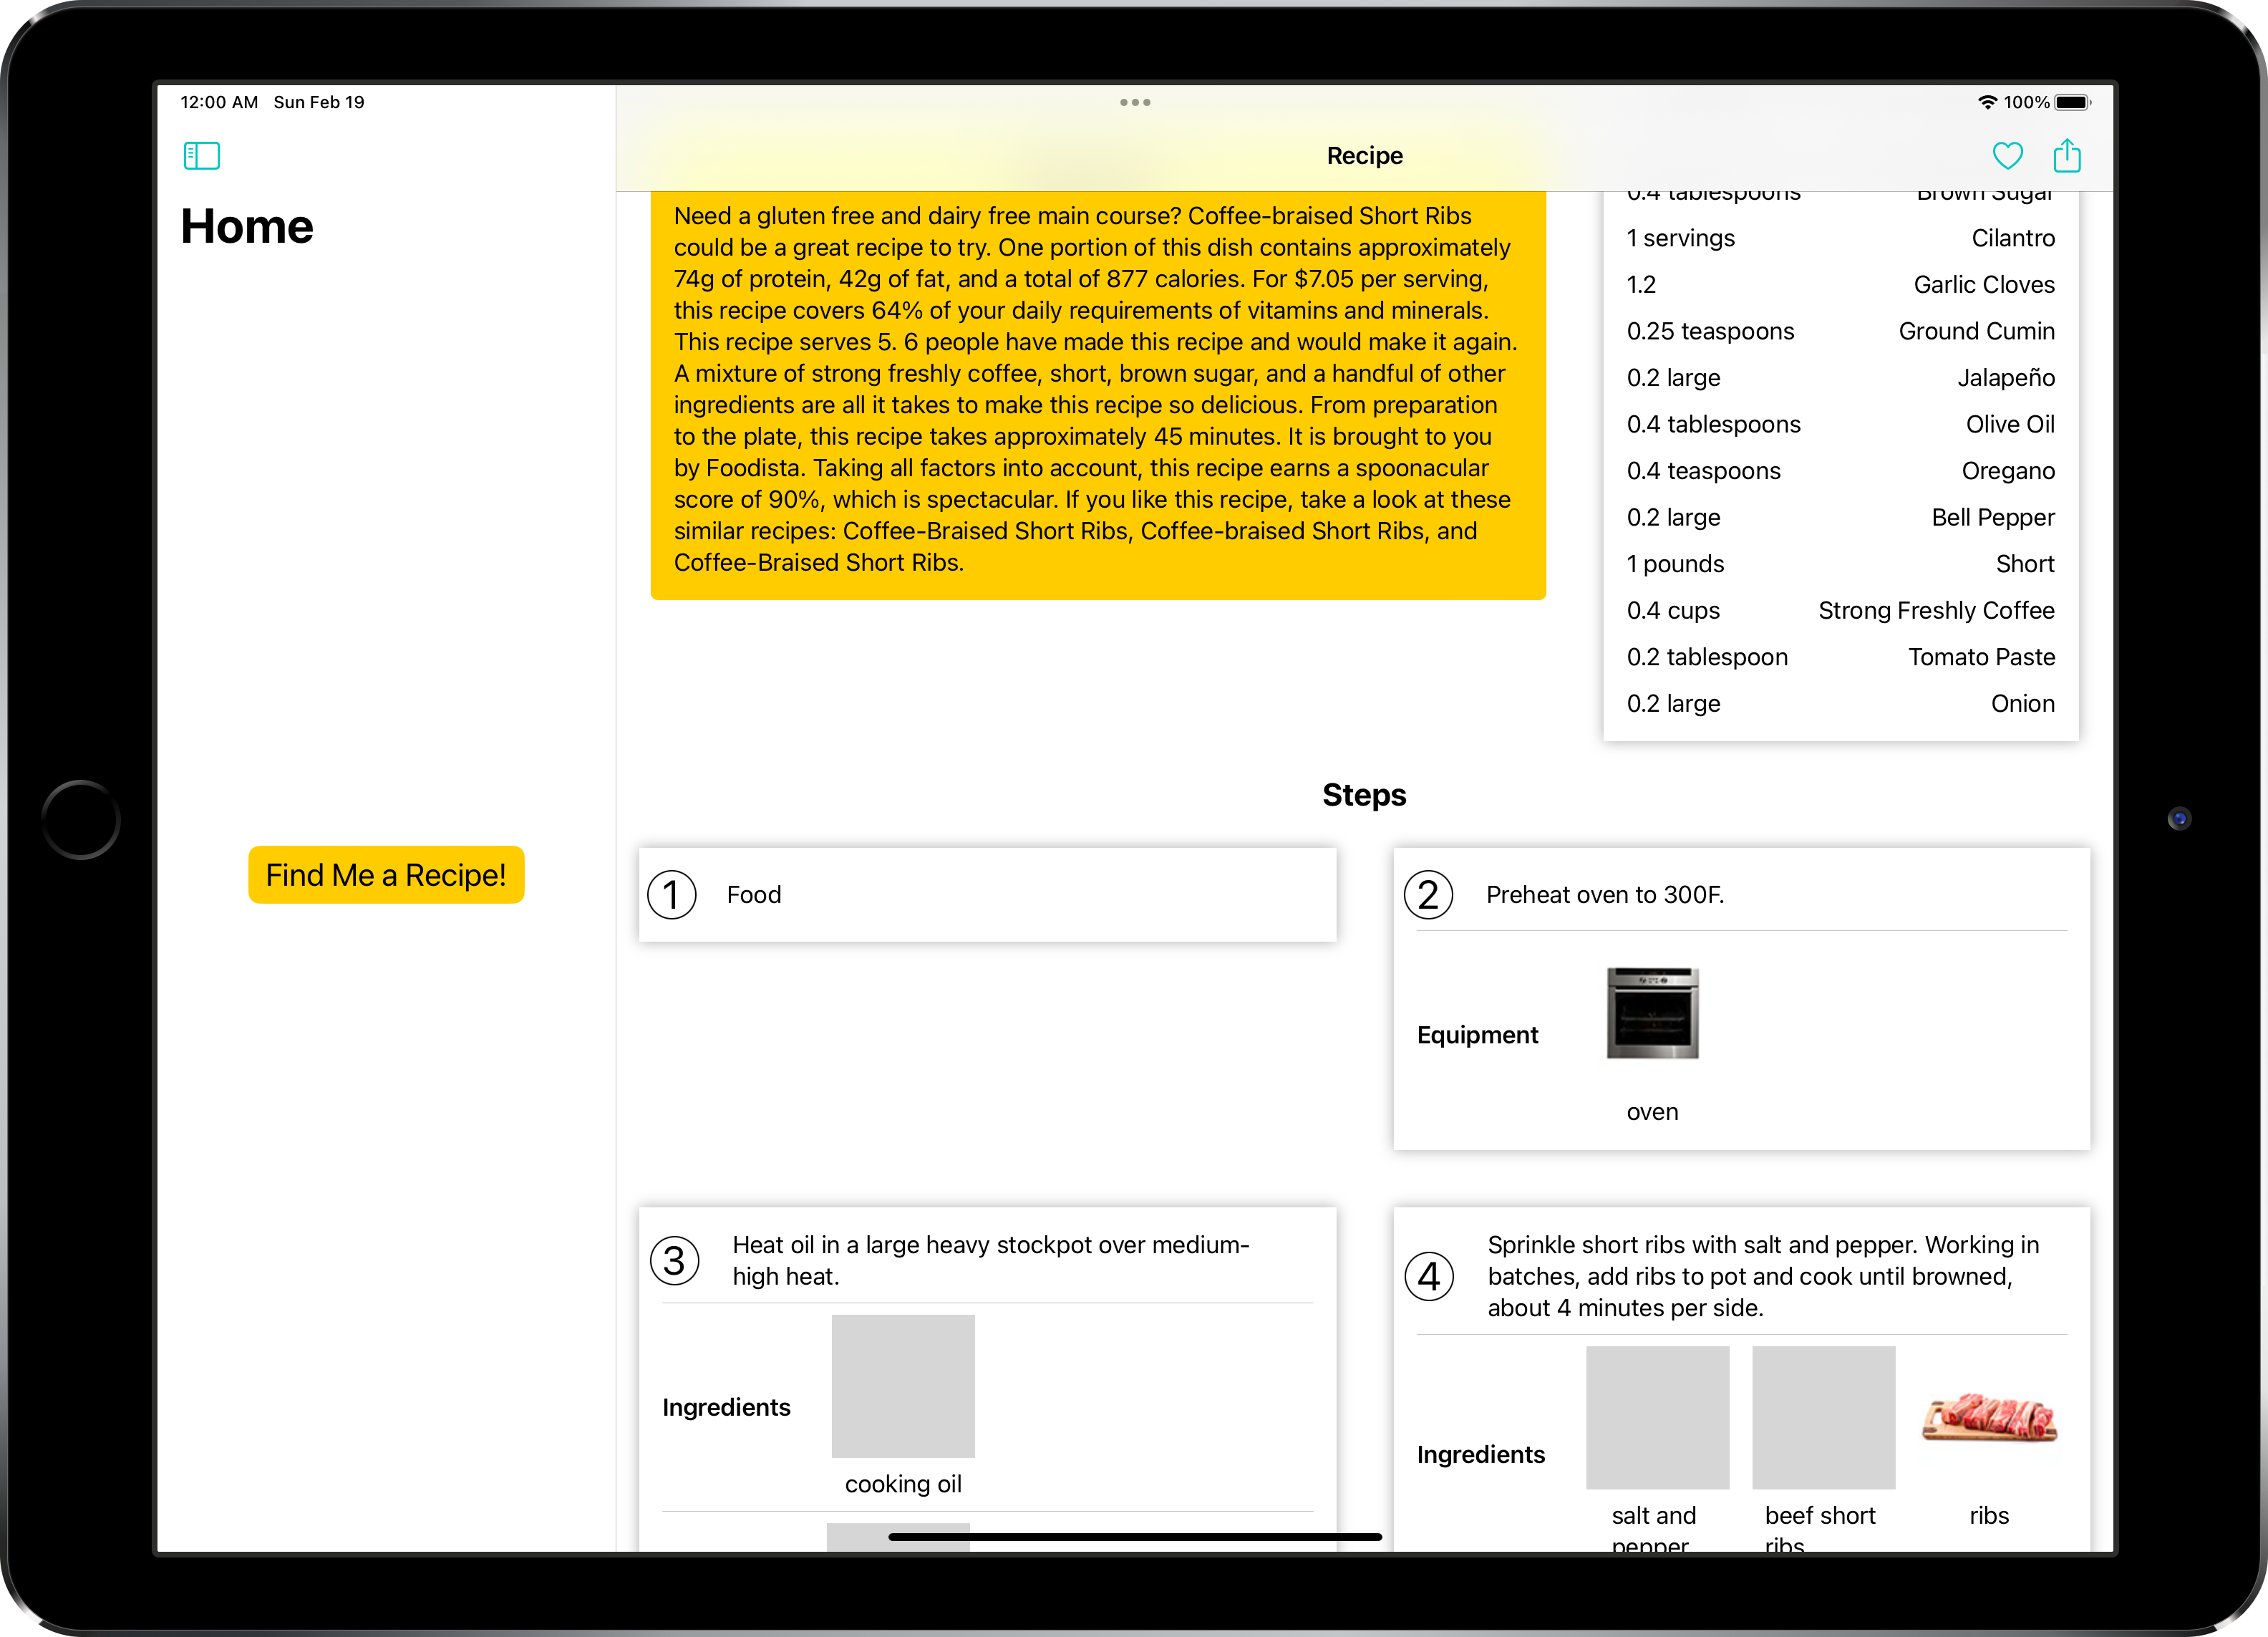 12:00 AM Sun Feb 19
100%
Home
Find Me a Recipe!
Recipe
Need a gluten free and dairy free main course? Coffee-braised Short Ribs
could be a great recipe to try. One portion of this dish contains approximately
74g of protein, 42g of fat, and a total of 877 calories. For $7.05 per serving,
this recipe covers 64% of your daily requirements of vitamins and minerals.
This recipe serves 5. 6 people have made this recipe and would make it again.
A mixture of strong freshly coffee, short, brown sugar, and a handful of other
ingredients are all it takes to make this recipe so delicious. From preparation
to the plate, this recipe takes approximately 45 minutes. It is brought to you
by Foodista. Taking all factors into account, this recipe earns a spoonacular
score of 90%, which is spectacular. If you like this recipe, take a look at these
similar recipes: Coffee-Braised Short Ribs, Coffee-braised Short Ribs, and
Coffee-Braised Short Ribs.
0.4 tablespoons Brown Sugar
1 servings Cilantro
1.2 Garlic Cloves
0.25 teaspoons Ground Cumin
0.2 large Jalapeño
0.4 tablespoons Olive Oil
0.4 teaspoons Oregano
0.2 large Bell Pepper
1 pounds Short
0.4 cups Strong Freshly Coffee
0.2 tablespoon Tomato Paste
0.2 large Onion
Steps
1 Food
2 Preheat oven to 300F.
Equipment
oven
3 Heat oil in a large heavy stockpot over medium-
high heat.
Ingredients
cooking oil
4 Sprinkle short ribs with salt and pepper. Working in
batches, add ribs to pot and cook until browned,
about 4 minutes per side.
Ingredients
salt and
pepper
beef short
ribs
ribs